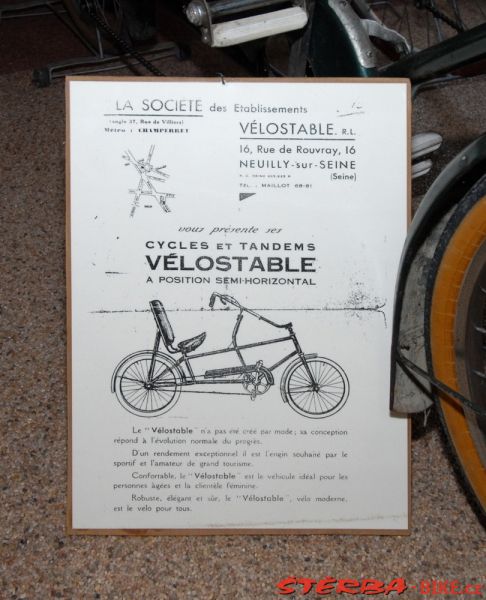 LA SOCIÉTÉ des Etablissements
(angle 37, Rue de Villiers)
Métro : CHAMPERRET
VÉLOSTABLE. R.L.
16, Rue de Rouvray, 16
NEUILLY-sur-SEINE
(Seine)
TÉL. : MAILLOT 68-81
vous présente ses
CYCLES ET TANDEMS
VÉLOSTABLE
A POSITION SEMI-HORIZONTAL
Le "Vélostable" n'a pas été créé par mode ; sa conception
répond à l'évolution normale du progrès.
D'un rendement exceptionnel il est l'engin souhaité par le
sportif et l'amateur de grand tourisme.
Confortable, le "Vélostable" est le véhicule idéal pour les
personnes âgées et la clientèle féminine.
Robuste, élégant et sûr, le "Vélostable", vélo moderne,
est le vélo pour tous.
STERBA-BIKE.cz